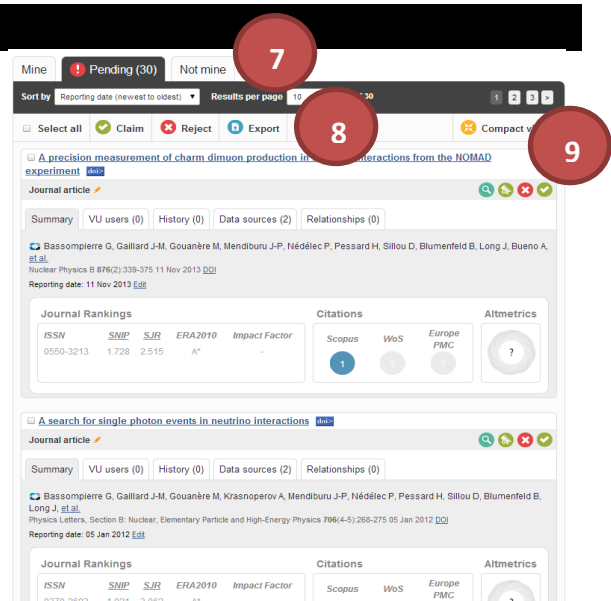 7
Mine ! Pending (30) Not mine
Sort by Reporting date (newest to oldest) Results per page 10 30 1 2 3 >
8
Select all Claim Reject Export Compact v
9
A precision measurement of charm dimuon production in eractions from the NOMAD
experiment doi>
Journal article
Summary VU users (0) History (0) Data sources (2) Relationships (0)
Bassompierre G, Gaillard J-M, Gouanère M, Mendiburu J-P, Nédélec P, Pessard H, Sillou D, Blumenfeld B, Long J, Bueno A,
et al.
Nuclear Physics B 876(2):339-375 11 Nov 2013 DOI
Reporting date: 11 Nov 2013 Edit
Journal Rankings Citations Altmetrics
ISSN SNIP SJR ERA2010 Impact Factor Scopus WoS Europe PMC
0550-3213 1.728 2.515 A* - 1 ? ? ?
A search for single photon events in neutrino interactions doi>
Journal article
Summary VU users (0) History (0) Data sources (2) Relationships (0)
Bassompierre G, Gaillard J-M, Gouanère M, Krasnoperov A, Mendiburu J-P, Nédélec P, Pessard H, Sillou D, Blumenfeld B,
Long J, et al.
Physics Letters, Section B: Nuclear, Elementary Particle and High-Energy Physics 706(4-5):268-275 05 Jan 2012 DOI
Reporting date: 05 Jan 2012 Edit
Journal Rankings Citations Altmetrics
ISSN SNIP SJR ERA2010 Impact Factor Scopus WoS Europe PMC